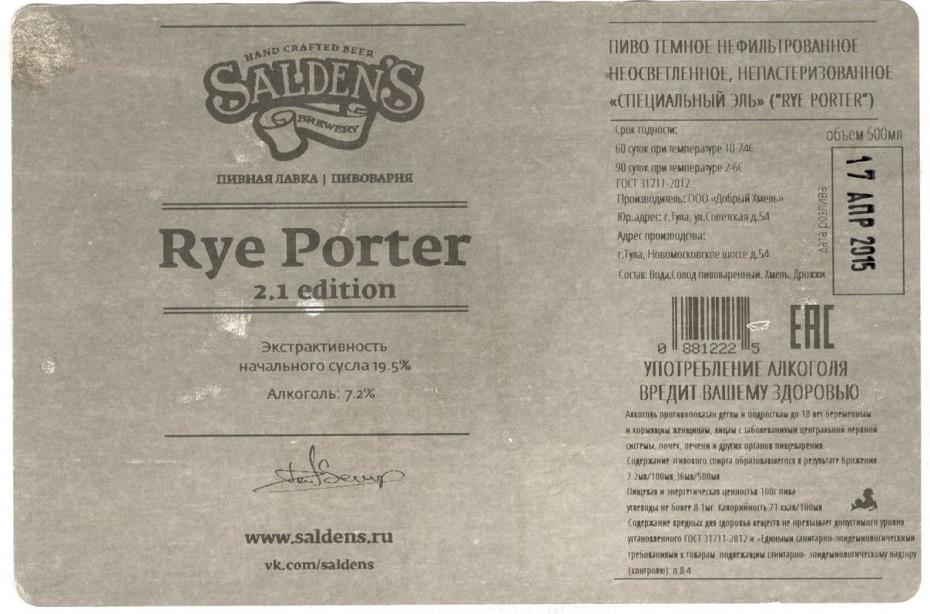 HAND CRAFTED BEER
SALDEN'S
BREWERY
ПИВНАЯ ЛАВКА | ПИВОВАРНЯ
Rye Porter
2.1 edition
Экстрактивность
начального сусла 19.5%
Алкоголь: 7.2%
www.saldens.ru
vk.com/saldens
ПИВО ТЕМНОЕ НЕФИЛЬТРОВАННОЕ
НЕОСВЕТЛЕННОЕ, НЕПАСТЕРИЗОВАННОЕ
«СПЕЦИАЛЬНЫЙ ЭЛЬ» ("RYE PORTER")
Срок годности:
60 суток при температуре 10-24С
90 суток при температуре 2-6С
ГОСТ 31711-2012
Производитель: ООО «Добрый Хмель»
Юр.адрес: г.Тула, ул.Советская д.54
Адрес производства:
г.Тула, Новомосковское шоссе д.54
Состав: Вода,Солод пивоваренный, Хмель, Дрожжи
объем 500мл
дата розлива
17 АПР 2015
0 881222 5
ЕАС
УПОТРЕБЛЕНИЕ АЛКОГОЛЯ
ВРЕДИТ ВАШЕМУ ЗДОРОВЬЮ
Алкоголь противопоказан детям и подросткам до 18 лет беременным
и кормящим женщинам, лицам с заболеваниями центральной нервной
системы, почек, печени и других органов пищеварения.
Содержание этилового спирта образовавшегося в результате брожения
7.2мл/100мл,36мл/500мл
Пищевая и энергетическая ценностью 100г пива
углеводы не более 8.1мг. Калорийность 71 ккал/100мл
Содержание вредных для здоровья веществ не превышает допустимого уровня
установленного ГОСТ 31711-2012 и «Едиными санитарно-эпидемиологическими
требованиями к товарам, подлежащим санитарно- эпидемиологическому надзору
(контролю). п.8.4